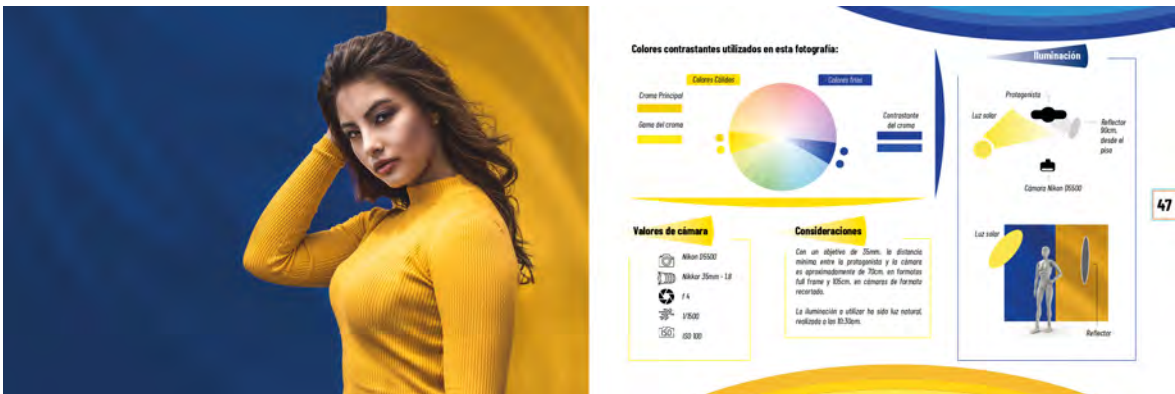 Colores contrastantes utilizados en esta fotografía:
Colores Cálidos
Colores fríos
Croma Principal
Gama del croma
Contrastante
del croma
Valores de cámara
Nikon D5500
Nikkor 35mm - 1.8
f 4
1/1500
ISO
ISO 100
Consideraciones
Con un objetivo de 35mm. la distancia
mínima entre la protagonista y la cámara
es aproximadamente de 70cm. en formatos
full frame y 105cm. en cámaras de formato
recortado.
La iluminación a utilizar ha sido luz natural,
realizada a las 10:30am.
Iluminación
Protagonista
Luz solar
Reflector
90cm.
desde el
piso
Cámara Nikon D5500
Luz solar
Reflector
47